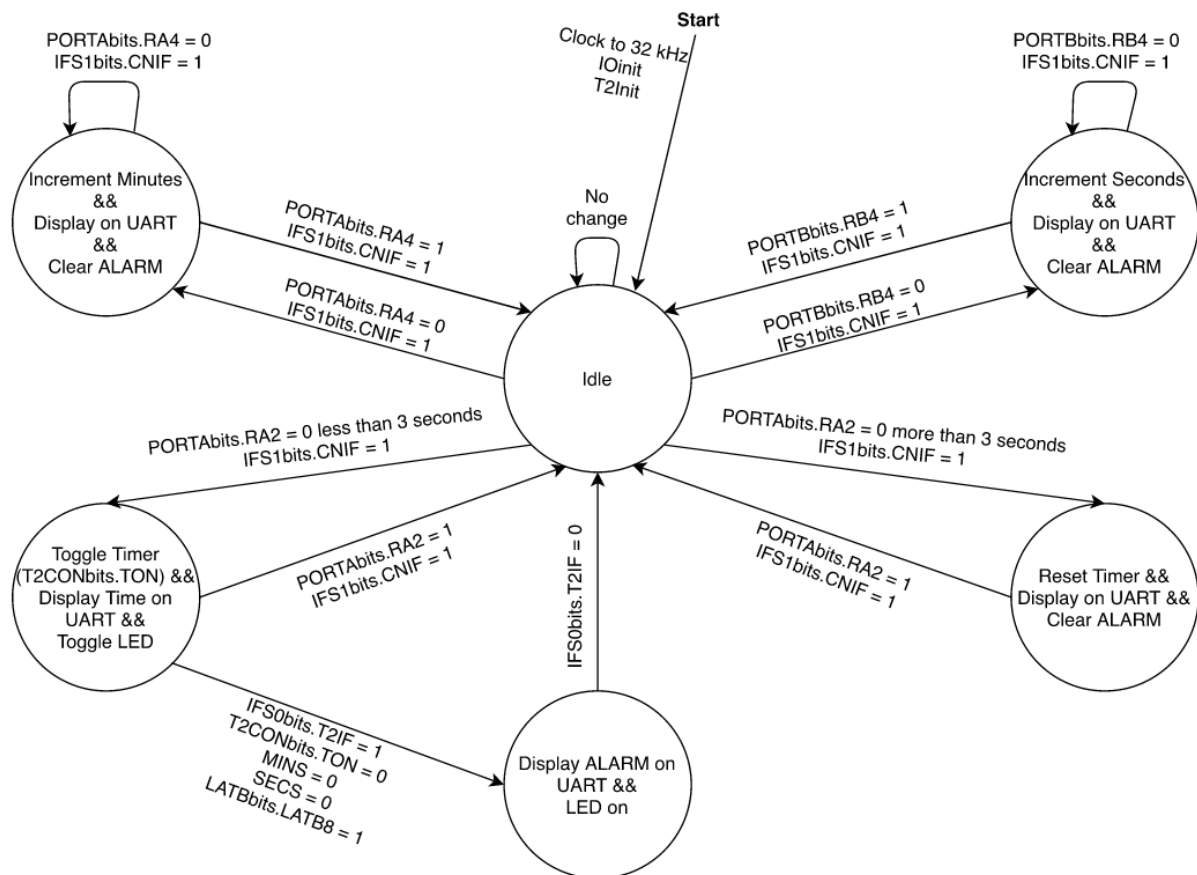 Start
Clock to 32 kHz
IOinit
T2Init
PORTAbits.RA4 = 0
IFS1bits.CNIF = 1
PORTBbits.RB4 = 0
IFS1bits.CNIF = 1
Increment Minutes
&&
Display on UART
&&
Clear ALARM
PORTAbits.RA4 = 1
IFS1bits.CNIF = 1
PORTAbits.RA4 = 0
IFS1bits.CNIF = 1
No
change
PORTBbits.RB4 = 1
IFS1bits.CNIF = 1
PORTBbits.RB4 = 0
IFS1bits.CNIF = 1
Increment Seconds
&&
Display on UART
&&
Clear ALARM
Idle
PORTAbits.RA2 = 0 less than 3 seconds
IFS1bits.CNIF = 1
PORTAbits.RA2 = 0 more than 3 seconds
IFS1bits.CNIF = 1
Toggle Timer
(T2CONbits.TON) &&
Display Time on
UART &&
Toggle LED
PORTAbits.RA2 = 1
IFS1bits.CNIF = 1
IFS0bits.T2IF = 0
PORTAbits.RA2 = 1
IFS1bits.CNIF = 1
Reset Timer &&
Display on UART &&
Clear ALARM
IFS0bits.T2IF = 1
T2CONbits.TON = 0
MINS = 0
SECS = 0
LATBbits.LATB8 = 1
Display ALARM on
UART &&
LED on